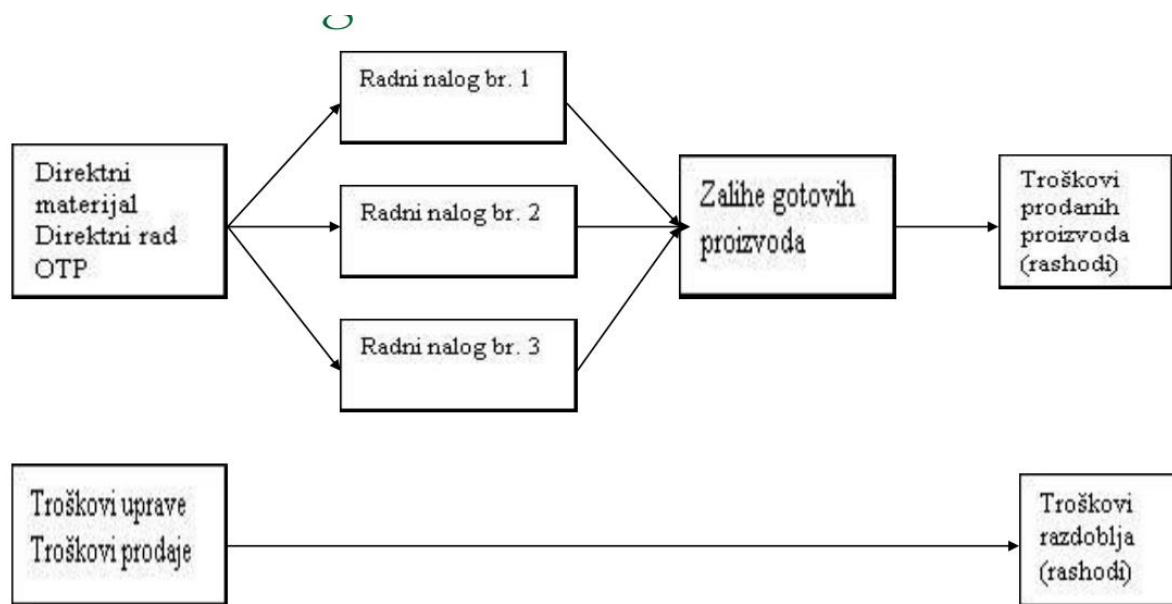 Radni nalog br. 1
Direktni
materijal
Direktni rad
OTP
Radni nalog br. 2
Radni nalog br. 3
Zalihe gotovih
proizvoda
Troškovi
prodanih
proizvoda
(rashodi)
Troškovi uprave
Troškovi prodaje
Troškovi
razdoblja
(rashodi)